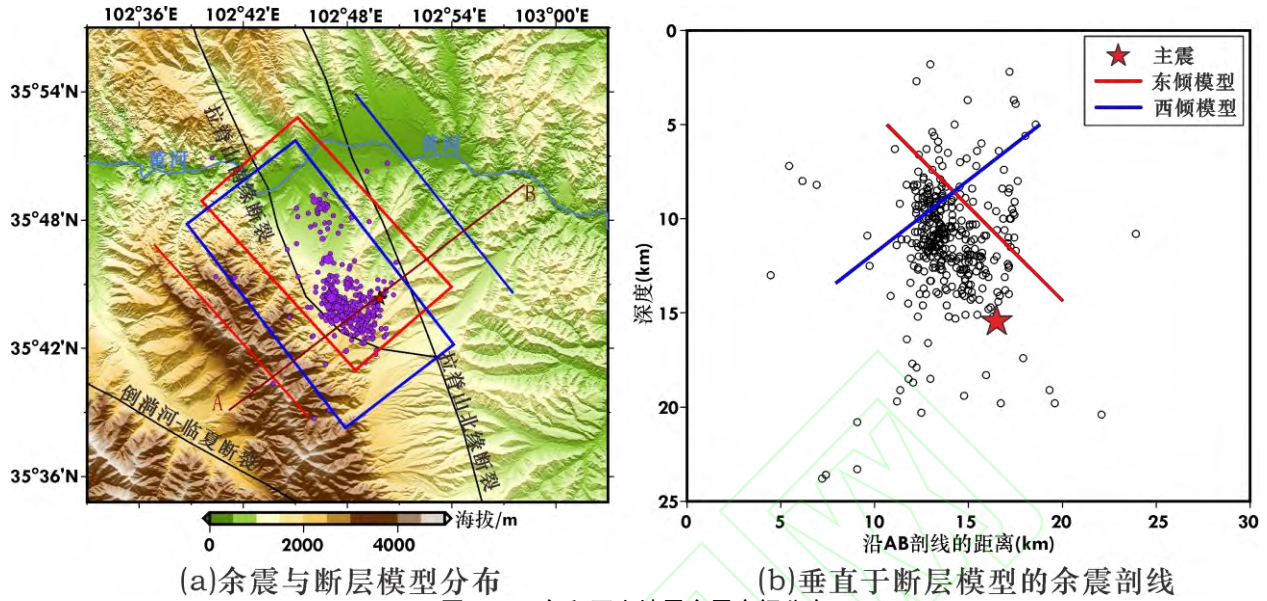 102°36'E 102°42'E 102°48'E 102°54'E 103°00'E
35°54'N
35°48'N
35°42'N
35°36'N
黄河
黄河
拉脊山南缘断裂
拉脊山北缘断裂
倒淌河-临夏断裂
A
B
海拔/m
0 2000 4000
(a)余震与断层模型分布
主震
东倾模型
西倾模型
深度(km)
0
5
10
15
20
25
0 5 10 15 20 25 30
沿AB剖线的距离(km)
(b)垂直于断层模型的余震剖线